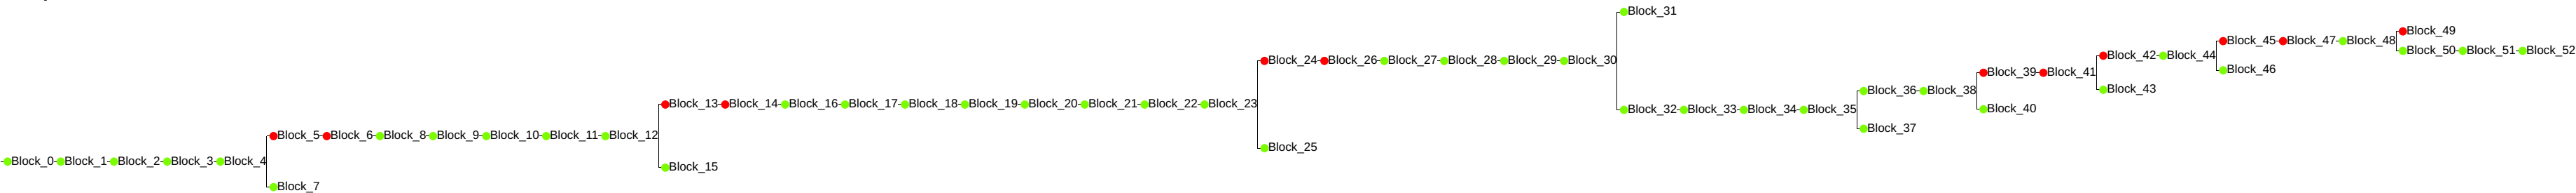 Block_31
Block_49
Block_45 Block_47 Block_48
Block_50 Block_51 Block_52
Block_42 Block_44
Block_24 Block_26 Block_27 Block_28 Block_29 Block_30
Block_46
Block_39 Block_41
Block_43
Block_36 Block_38
Block_13 Block_14 Block_16 Block_17 Block_18 Block_19 Block_20 Block_21 Block_22 Block_23
Block_32 Block_33 Block_34 Block_35
Block_40
Block_37
Block_5 Block_6 Block_8 Block_9 Block_10 Block_11 Block_12
Block_25
Block_0 Block_1 Block_2 Block_3 Block_4
Block_15
Block_7